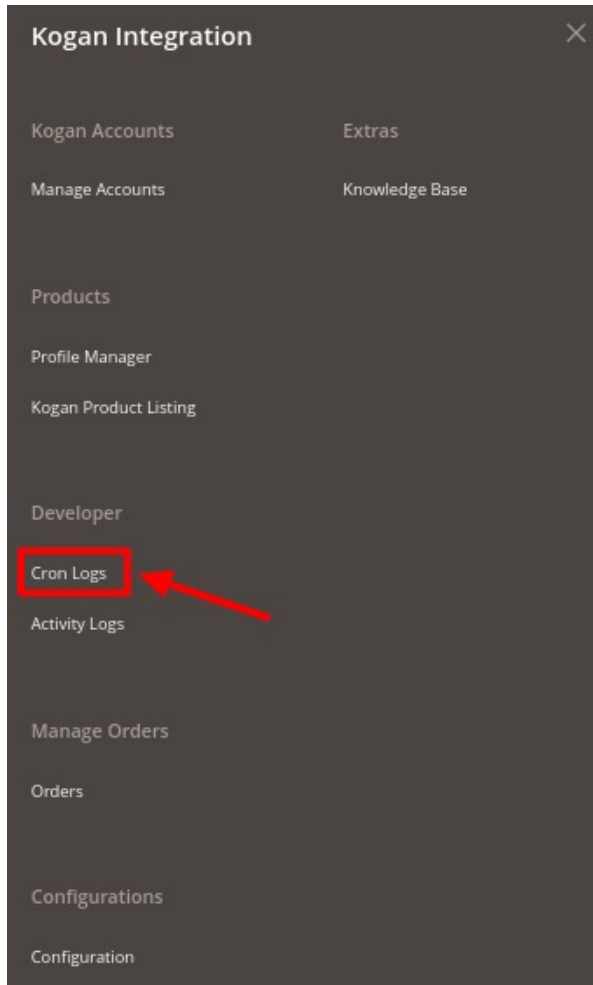 Kogan Integration
Kogan Accounts
Manage Accounts
Extras
Knowledge Base
Products
Profile Manager
Kogan Product Listing
Developer
Cron Logs
Activity Logs
Manage Orders
Orders
Configurations
Configuration